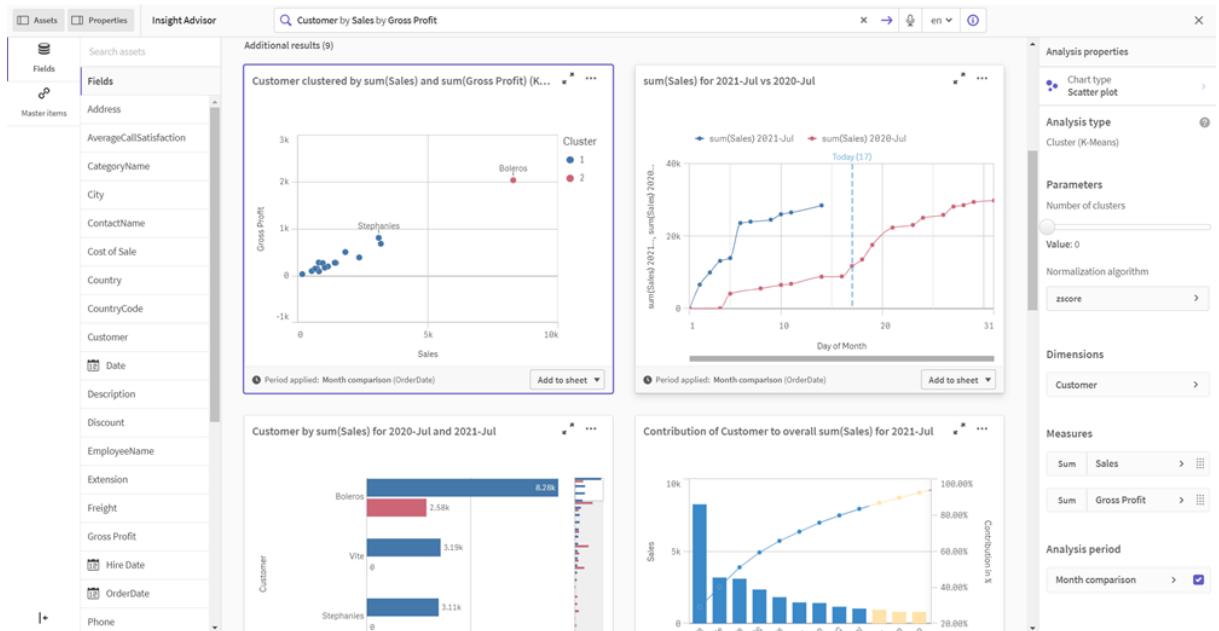 Assets
Properties
Insight Advisor
Customer by Sales by Gross Profit
en
Fields
Master items
Search assets
Fields
Address
AverageCallSatisfaction
CategoryName
City
ContactName
Cost of Sale
Country
CountryCode
Customer
Date
Description
Discount
EmployeeName
Extension
Freight
Gross Profit
Hire Date
OrderDate
Phone
Additional results (9)
Customer clustered by sum(Sales) and sum(Gross Profit) (K...
3k
2k
1k
0
-1k
Gross Profit
Boleros
Stephanies
Cluster
1
2
0
5k
10k
Sales
Period applied: Month comparison (OrderDate)
Add to sheet
sum(Sales) for 2021-Jul vs 2020-Jul
sum(Sales) 2021-Jul
sum(Sales) 2020-Jul
Today (17)
40k
20k
0
sum(Sales) 2021..., sum(Sales) 2020...
1
10
20
31
Day of Month
Period applied: Month comparison (OrderDate)
Add to sheet
Customer by sum(Sales) for 2020-Jul and 2021-Jul
Customer
Boleros
8.28k
2.58k
Vite
3.19k
0
Stephanies
3.11k
0
Contribution of Customer to overall sum(Sales) for 2021-Jul
10k
5k
Sales
100.00%
80.00%
60.00%
40.00%
20.00%
Contribution in %
Analysis properties
Chart type
Scatter plot
Analysis type
Cluster (K-Means)
Parameters
Number of clusters
Value: 0
Normalization algorithm
zscore
Dimensions
Customer
Measures
Sum
Sales
Sum
Gross Profit
Analysis period
Month comparison